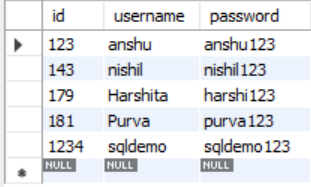 id username password
123 anshu anshu123
143 nishil nishil123
179 Harshita harshi123
181 Purva purva123
1234 sqldemo sqldemo123
NULL NULL NULL